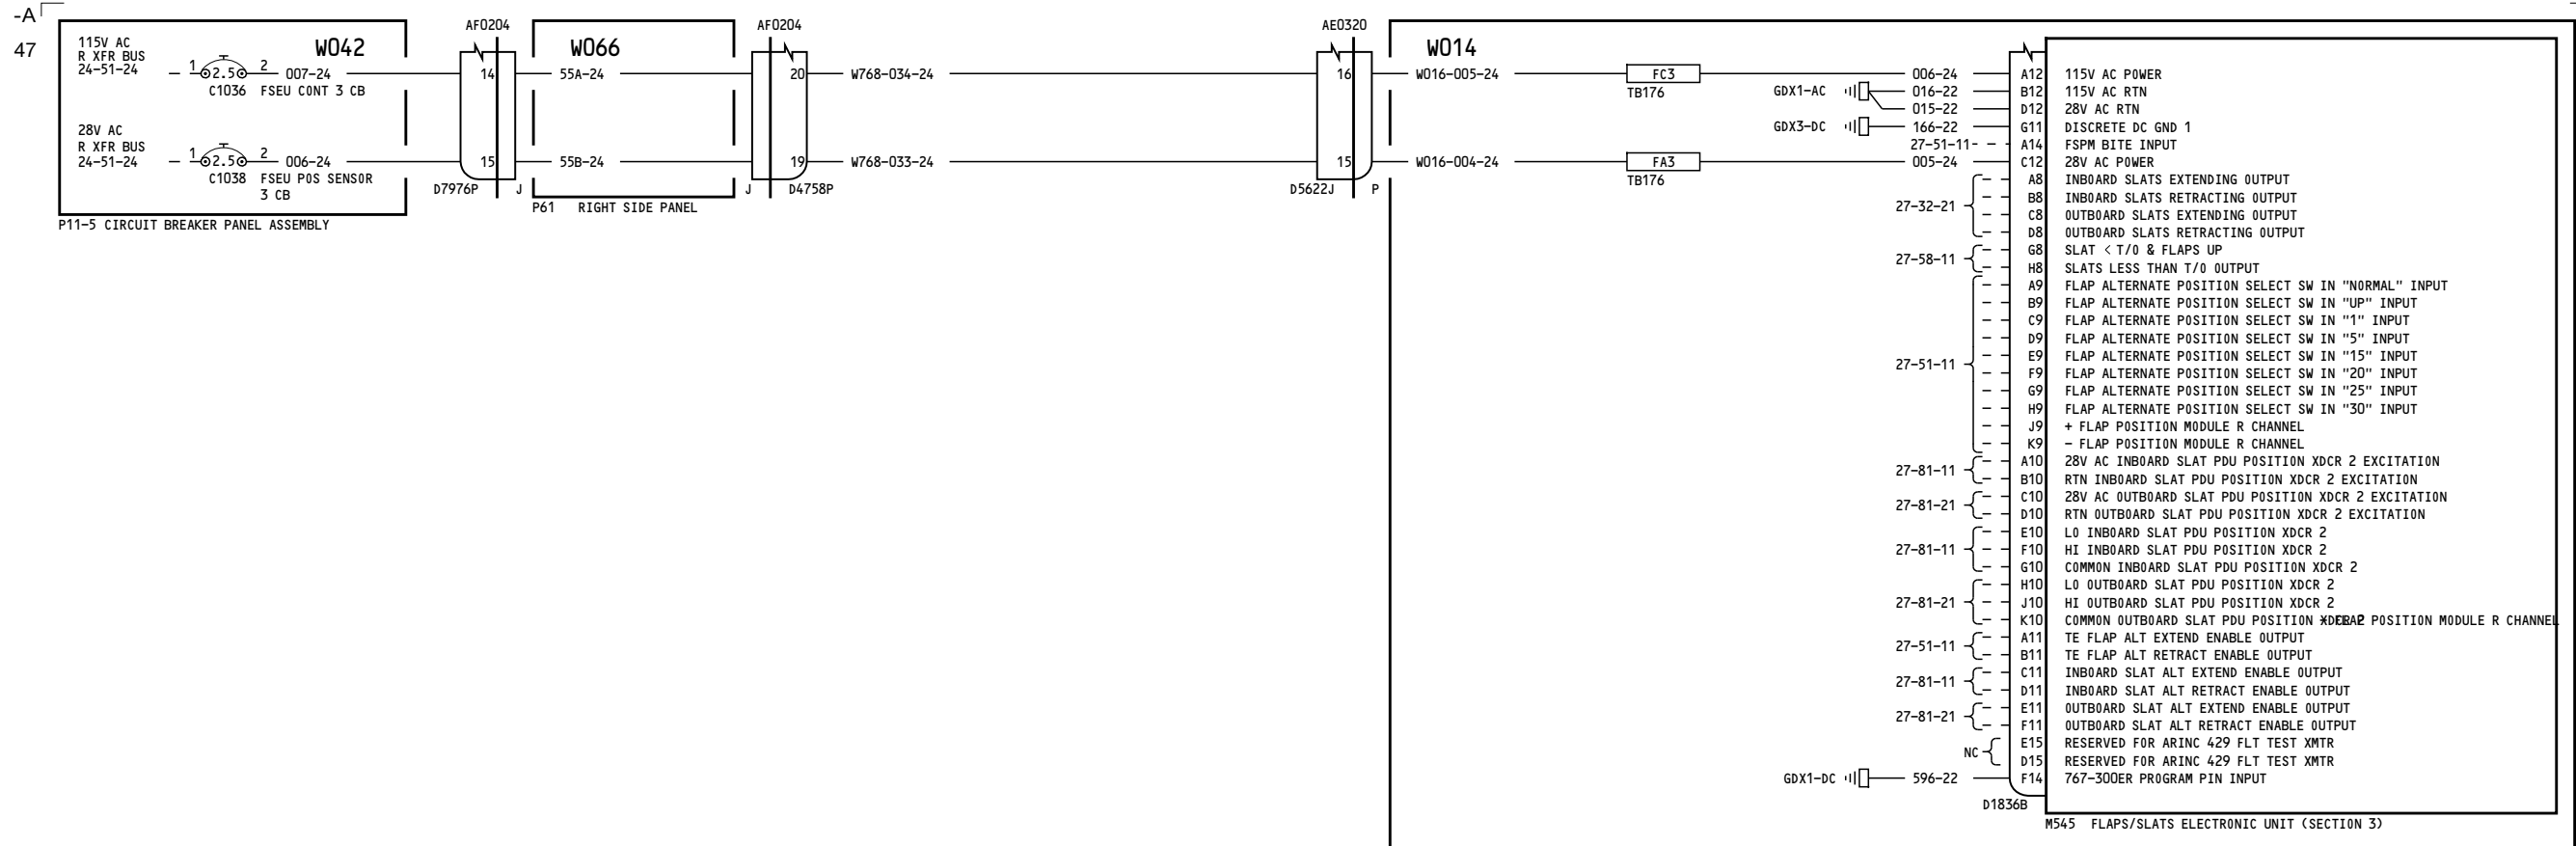 -A
47
115V AC
R XFR BUS
24-51-24
1
2.5
2
007-24
C1036
FSEU CONT 3 CB
W042
28V AC
R XFR BUS
24-51-24
1
2.5
2
006-24
C1038
FSEU POS SENSOR
3 CB
P11-5 CIRCUIT BREAKER PANEL ASSEMBLY
AF0204
14
15
D7976P
J
W066
55A-24
55B-24
P61 RIGHT SIDE PANEL
AF0204
20
19
J
D4758P
W768-034-24
W768-033-24
AE0320
16
15
D5622J
P
W014
W016-005-24
FC3
TB176
W016-004-24
FA3
TB176
006-24 A12 115V AC POWER
GDX1-AC 016-22 B12 115V AC RTN
015-22 D12 28V AC RTN
GDX3-DC 166-22 G11 DISCRETE DC GND 1
27-51-11 A14 FSPM BITE INPUT
005-24 C12 28V AC POWER
27-32-21
A8 INBOARD SLATS EXTENDING OUTPUT
B8 INBOARD SLATS RETRACTING OUTPUT
C8 OUTBOARD SLATS EXTENDING OUTPUT
D8 OUTBOARD SLATS RETRACTING OUTPUT
27-58-11
G8 SLAT < T/O & FLAPS UP
H8 SLATS LESS THAN T/O OUTPUT
27-51-11
A9 FLAP ALTERNATE POSITION SELECT SW IN "NORMAL" INPUT
B9 FLAP ALTERNATE POSITION SELECT SW IN "UP" INPUT
C9 FLAP ALTERNATE POSITION SELECT SW IN "1" INPUT
D9 FLAP ALTERNATE POSITION SELECT SW IN "5" INPUT
E9 FLAP ALTERNATE POSITION SELECT SW IN "15" INPUT
F9 FLAP ALTERNATE POSITION SELECT SW IN "20" INPUT
G9 FLAP ALTERNATE POSITION SELECT SW IN "25" INPUT
H9 FLAP ALTERNATE POSITION SELECT SW IN "30" INPUT
J9 + FLAP POSITION MODULE R CHANNEL
K9 - FLAP POSITION MODULE R CHANNEL
27-81-11
A10 28V AC INBOARD SLAT PDU POSITION XDCR 2 EXCITATION
B10 RTN INBOARD SLAT PDU POSITION XDCR 2 EXCITATION
27-81-21
C10 28V AC OUTBOARD SLAT PDU POSITION XDCR 2 EXCITATION
D10 RTN OUTBOARD SLAT PDU POSITION XDCR 2 EXCITATION
27-81-11
E10 LO INBOARD SLAT PDU POSITION XDCR 2
F10 HI INBOARD SLAT PDU POSITION XDCR 2
G10 COMMON INBOARD SLAT PDU POSITION XDCR 2
27-81-21
H10 LO OUTBOARD SLAT PDU POSITION XDCR 2
J10 HI OUTBOARD SLAT PDU POSITION XDCR 2
K10 COMMON OUTBOARD SLAT PDU POSITION POSITION MODULE R CHANNEL
27-51-11
A11 TE FLAP ALT EXTEND ENABLE OUTPUT
B11 TE FLAP ALT RETRACT ENABLE OUTPUT
27-81-11
C11 INBOARD SLAT ALT EXTEND ENABLE OUTPUT
D11 INBOARD SLAT ALT RETRACT ENABLE OUTPUT
27-81-21
E11 OUTBOARD SLAT ALT EXTEND ENABLE OUTPUT
F11 OUTBOARD SLAT ALT RETRACT ENABLE OUTPUT
NC
E15 RESERVED FOR ARINC 429 FLT TEST XMTR
D15 RESERVED FOR ARINC 429 FLT TEST XMTR
GDX1-DC 596-22 F14 767-300ER PROGRAM PIN INPUT
D1836B
M545 FLAPS/SLATS ELECTRONIC UNIT (SECTION 3)